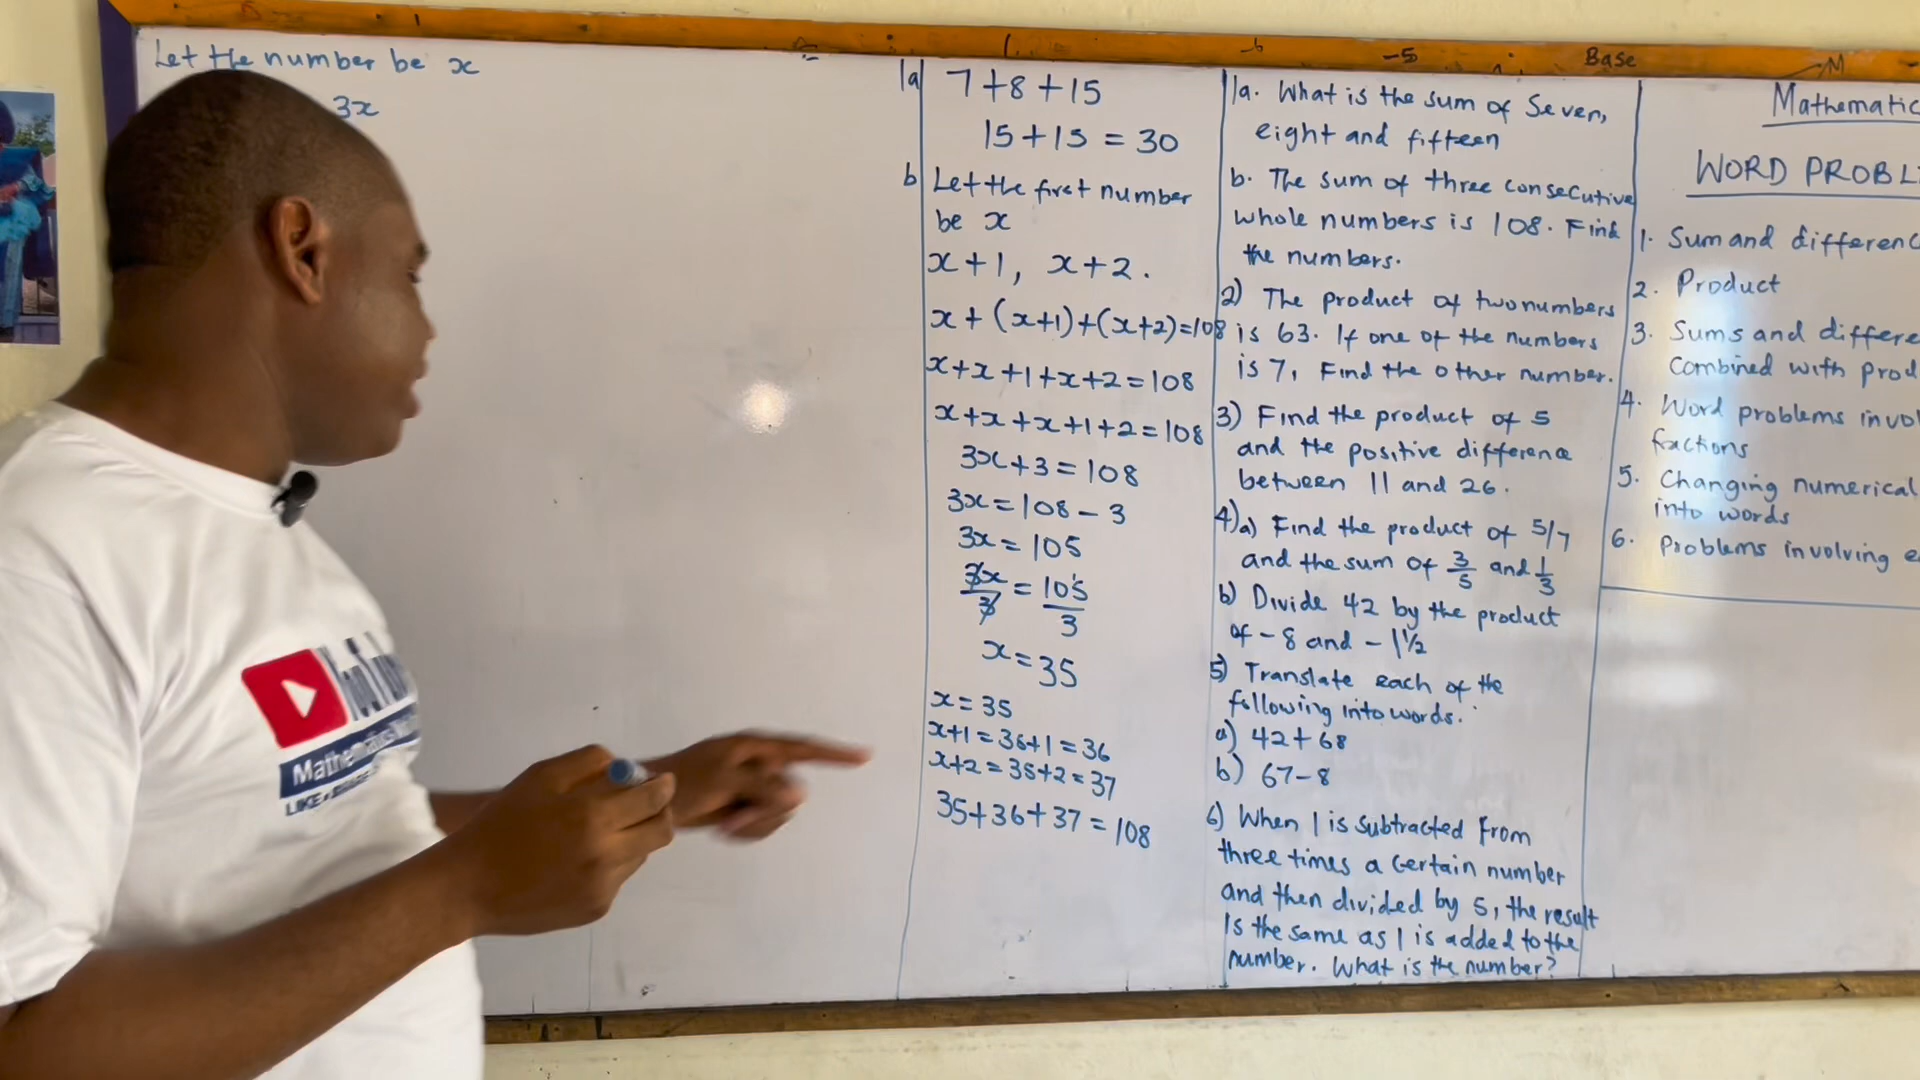 Let the number be x
3x
1a 7+8+15
15+15 = 30
b Let the first number
be x
x+1, x+2.
x+(x+1)+(x+2)=108
x+x+1+x+2=108
x+x+x+1+2=108
3x+3=108
3x=108-3
3x=105
3x/3 = 105/3
x=35
x=35
x+1=35+1=36
x+2=35+2=37
35+36+37=108
1a. What is the sum of Seven,
eight and fifteen
b. The sum of three consecutive
whole numbers is 108. Find
the numbers.
2) The product of two numbers
is 63. If one of the numbers
is 7, Find the other number.
3) Find the product of 5
and the positive difference
between 11 and 26.
4) a) Find the product of 5/7
and the sum of 3/5 and 1/3
b) Divide 42 by the product
of -8 and -1½
5) Translate each of the
following into words.
a) 42+68
b) 67-8
6) When 1 is subtracted from
three times a certain number
and then divided by 5, the result
is the same as 1 is added to the
number. What is the number?
-5
Base
M
Mathematic
WORD PROBL
1. Sum and differenc
2. Product
3. Sums and differe
Combined with prod
4. Word problems invol
fractions
5. Changing numerical
into words
6. Problems involving e
Mathematics
LIKE